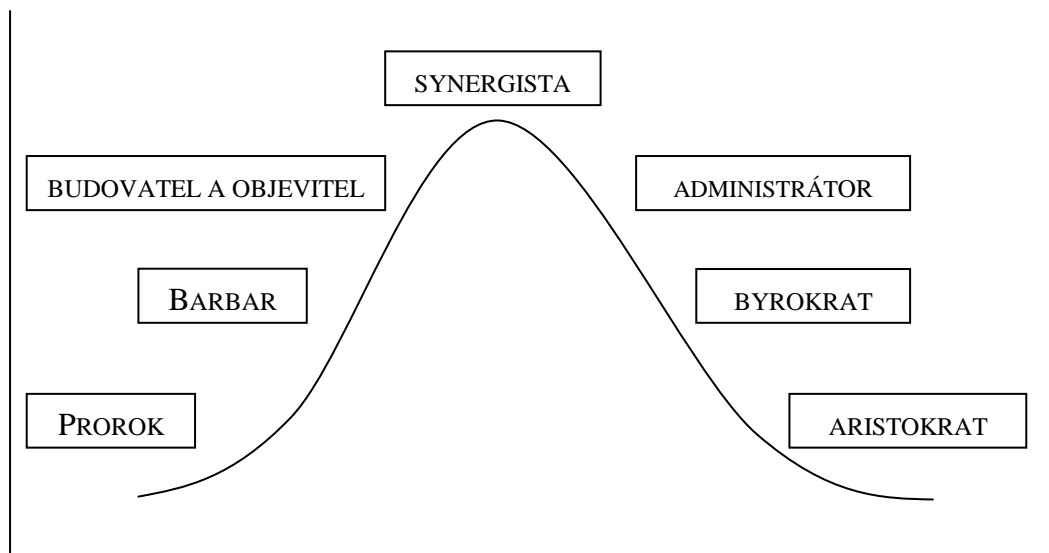 SYNERGISTA
BUDOVATEL A OBJEVITEL
ADMINISTRÁTOR
BARBAR
BYROKRAT
PROROK
ARISTOKRAT